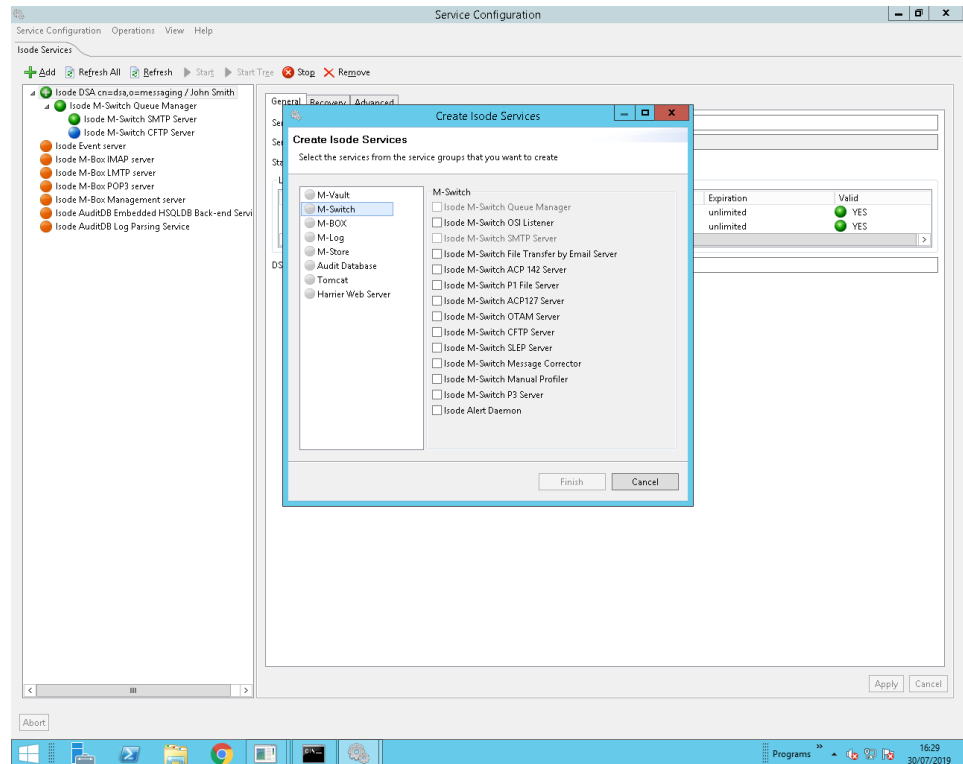 Service Configuration
Service Configuration Operations View Help
Isode Services
Add Refresh All Refresh Start Start Tree Stop Remove
Isode DSA cn=dsa,o=messaging / John Smith
Isode M-Switch Queue Manager
Isode M-Switch SMTP Server
Isode M-Switch CFTP Server
Isode Event server
Isode M-Box IMAP server
Isode M-Box LMTP server
Isode M-Box POP3 server
Isode M-Box Management server
Isode AuditDB Embedded HSQLDB Back-end Servi
Isode AuditDB Log Parsing Service
General Recovery Advanced
Create Isode Services
Create Isode Services
Select the services from the service groups that you want to create
M-Vault
M-Switch
M-BOX
M-Log
M-Store
Audit Database
Tomcat
Harrier Web Server
M-Switch
Isode M-Switch Queue Manager
Isode M-Switch OSI Listener
Isode M-Switch SMTP Server
Isode M-Switch File Transfer by Email Server
Isode M-Switch ACP 142 Server
Isode M-Switch P1 File Server
Isode M-Switch ACP127 Server
Isode M-Switch OTAM Server
Isode M-Switch CFTP Server
Isode M-Switch SLEP Server
Isode M-Switch Message Corrector
Isode M-Switch Manual Profiler
Isode M-Switch P3 Server
Isode Alert Daemon
Finish Cancel
Expiration Valid
unlimited YES
unlimited YES
DS
Apply Cancel
Abort
Programs
16:29
30/07/2019